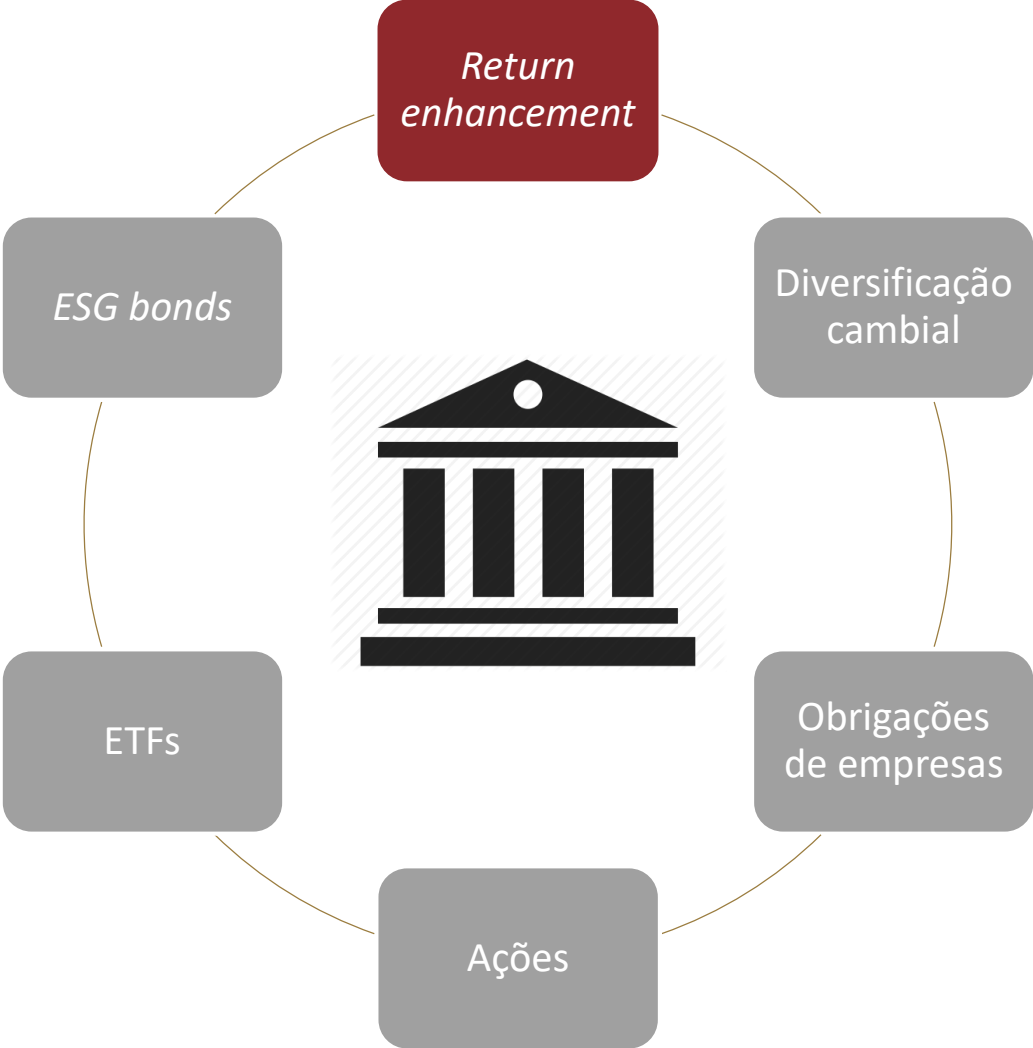 Return
enhancement
Diversificação
cambial
Obrigações
de empresas
Ações
ETFs
ESG bonds